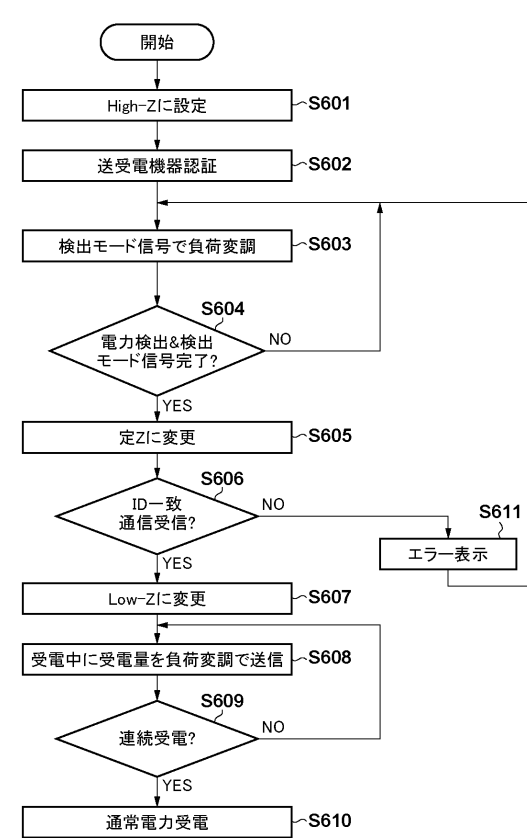 開始
High-Zに設定
S601
送受電機器認証
S602
検出モード信号で負荷変調
S603
S604
電力検出&検出
モード信号完了?
NO
YES
定Zに変更
S605
S606
ID一致
通信受信?
NO
YES
S611
エラー表示
Low-Zに変更
S607
受電中に受電量を負荷変調で送信
S608
S609
連続受電?
NO
YES
通常電力受電
S610